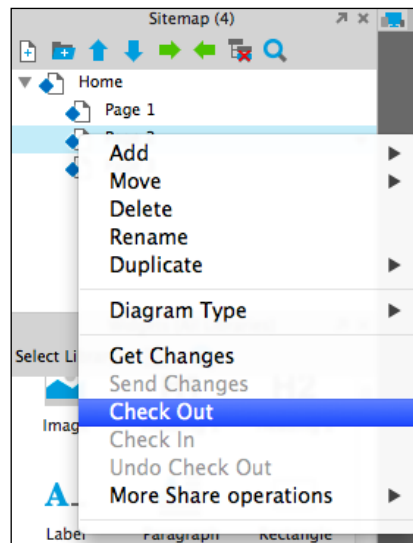 Sitemap (4)
Home
Page 1
Add
Move
Delete
Rename
Duplicate
Diagram Type
Select Li
Get Changes
Send Changes
Check Out
Imag
Check In
Undo Check Out
More Share operations
Label Paragraph Rectangle